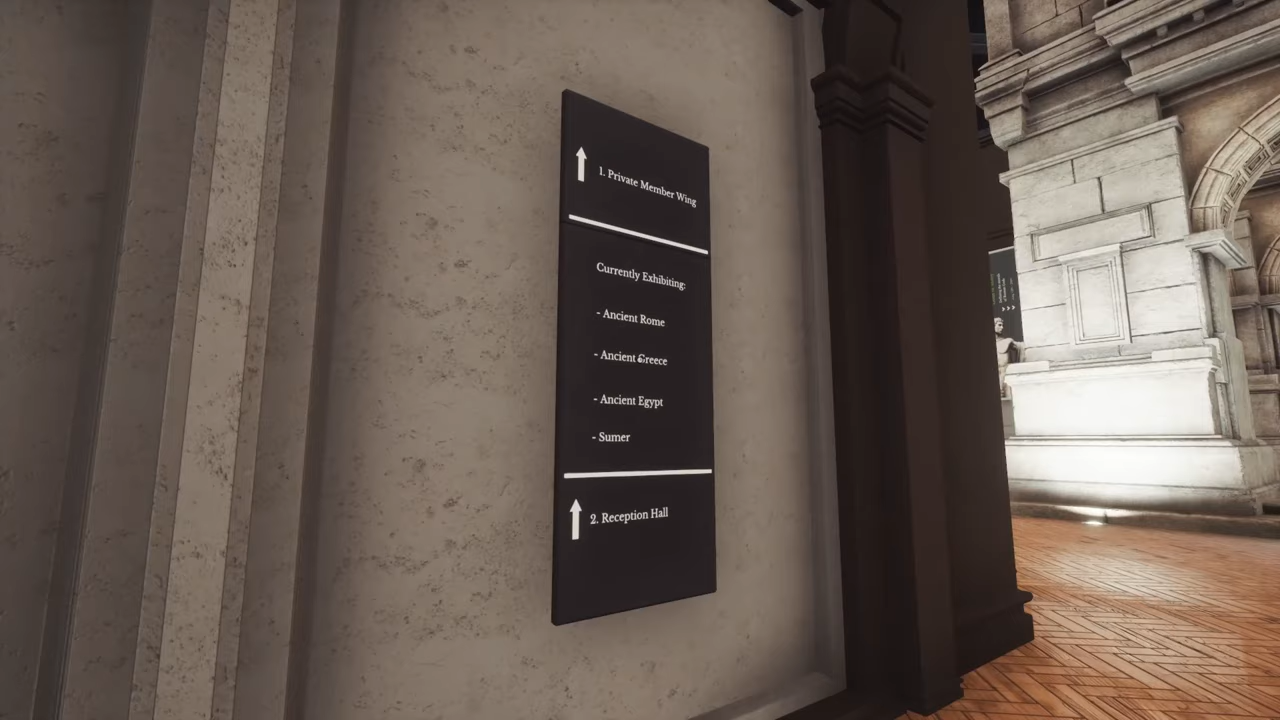 1. Private Member Wing
Currently Exhibiting:
- Ancient Rome
- Ancient Greece
- Ancient Egypt
- Sumer
2. Reception Hall